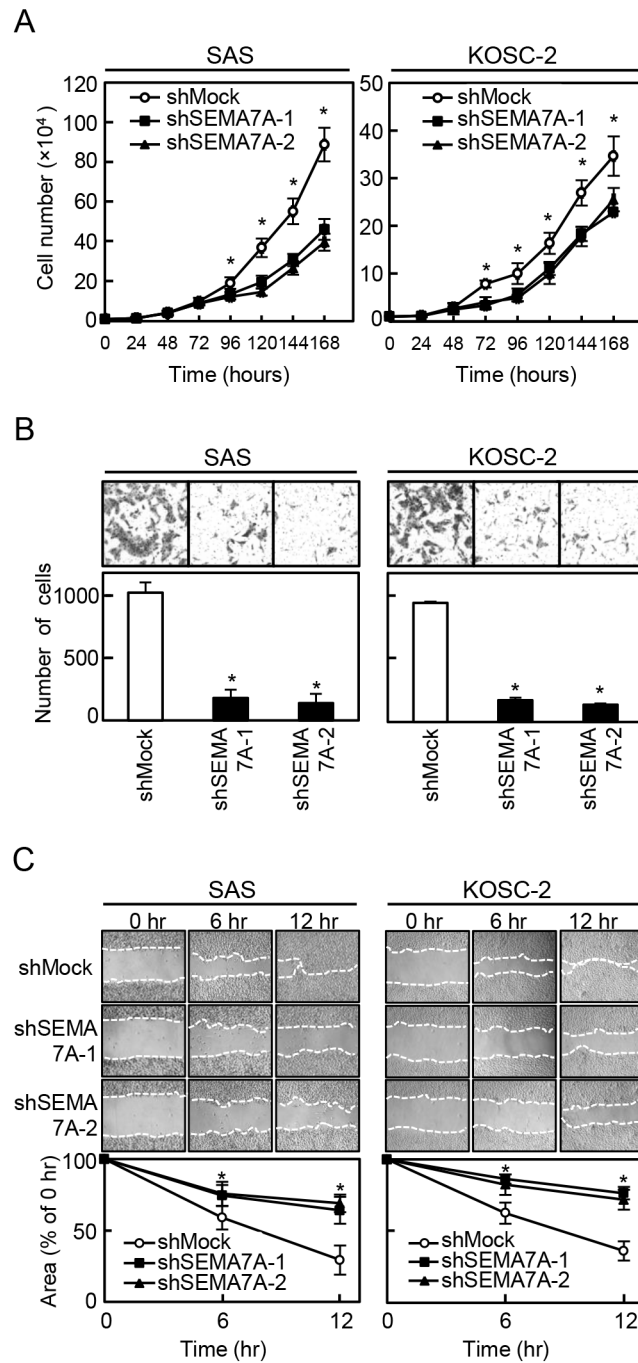 A
SAS
KOSC-2
Cell number (×10⁴)
120
100
80
60
40
20
0
shMock
shSEMA7A-1
shSEMA7A-2
*
*
*
*
0 24 48 72 96 120 144 168
Time (hours)
50
40
30
20
10
0
shMock
shSEMA7A-1
shSEMA7A-2
*
*
*
*
*
0 24 48 72 96 120 144 168
Time (hours)
B
SAS
KOSC-2
Number of cells
1000
500
0
*
*
shMock
shSEMA
7A-1
shSEMA
7A-2
*
*
shMock
shSEMA
7A-1
shSEMA
7A-2
C
SAS
KOSC-2
0 hr 6 hr 12 hr
0 hr 6 hr 12 hr
shMock
shSEMA
7A-1
shSEMA
7A-2
Area (% of 0 hr)
100
50
0
*
*
shMock
shSEMA7A-1
shSEMA7A-2
0 6 12
Time (hr)
*
*
shMock
shSEMA7A-1
shSEMA7A-2
0 6 12
Time (hr)